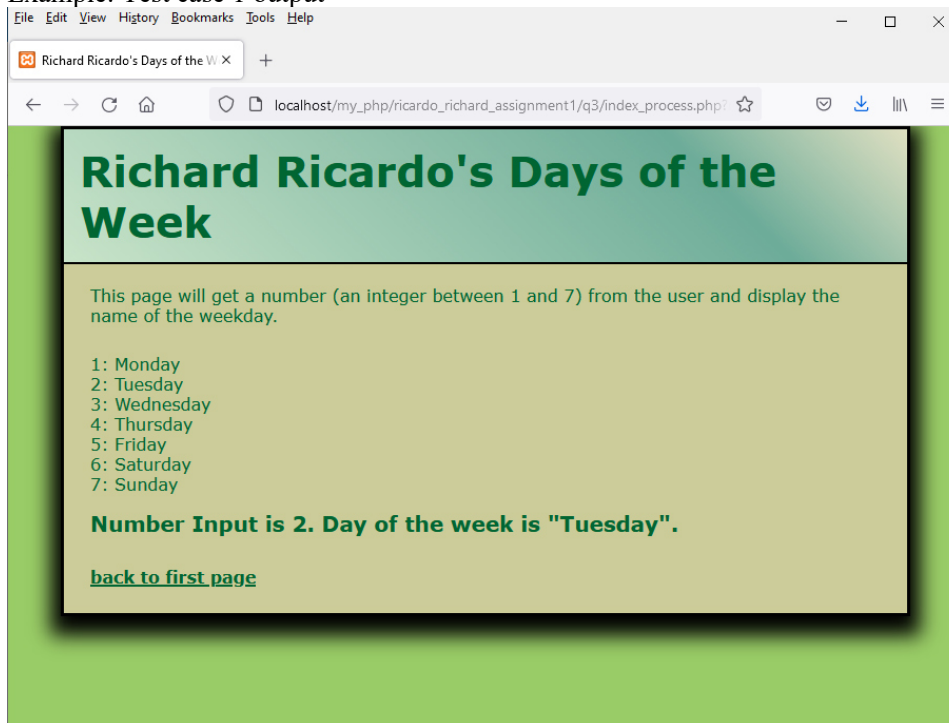 Example: Test case 1 output
File Edit View History Bookmarks Tools Help
Richard Ricardo's Days of the W
localhost/my_php/ricardo_richard_assignment1/q3/index_process.php?
Richard Ricardo's Days of the
Week
This page will get a number (an integer between 1 and 7) from the user and display the
name of the weekday.
1: Monday
2: Tuesday
3: Wednesday
4: Thursday
5: Friday
6: Saturday
7: Sunday
Number Input is 2. Day of the week is "Tuesday".
back to first page